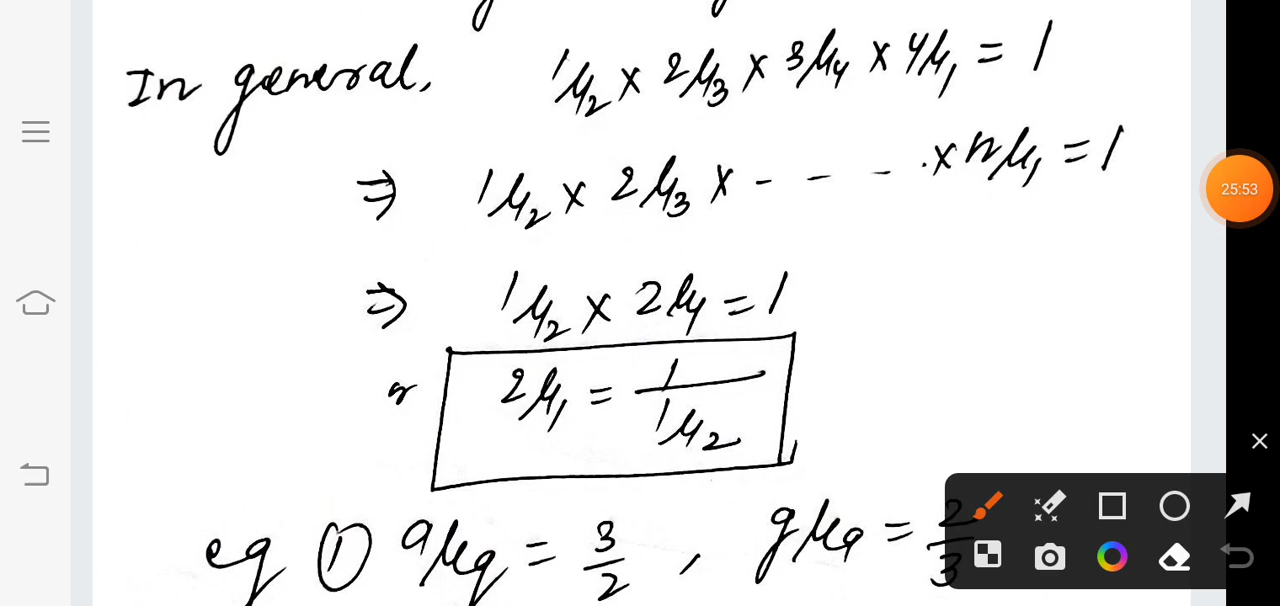 In general, ¹μ₂ × ²μ₃ × ³μ₄ × ⁴μ₁ = 1
⇒ ¹μ₂ × ²μ₃ × - - - - .× ⁿμ₁ = 1
25:53
⇒ ¹μ₂ × ²μ₁ = 1
or ²μ₁ = 1/¹μ₂
eg ① ᵃμg = 3/2 , ᵍμa = 2/3